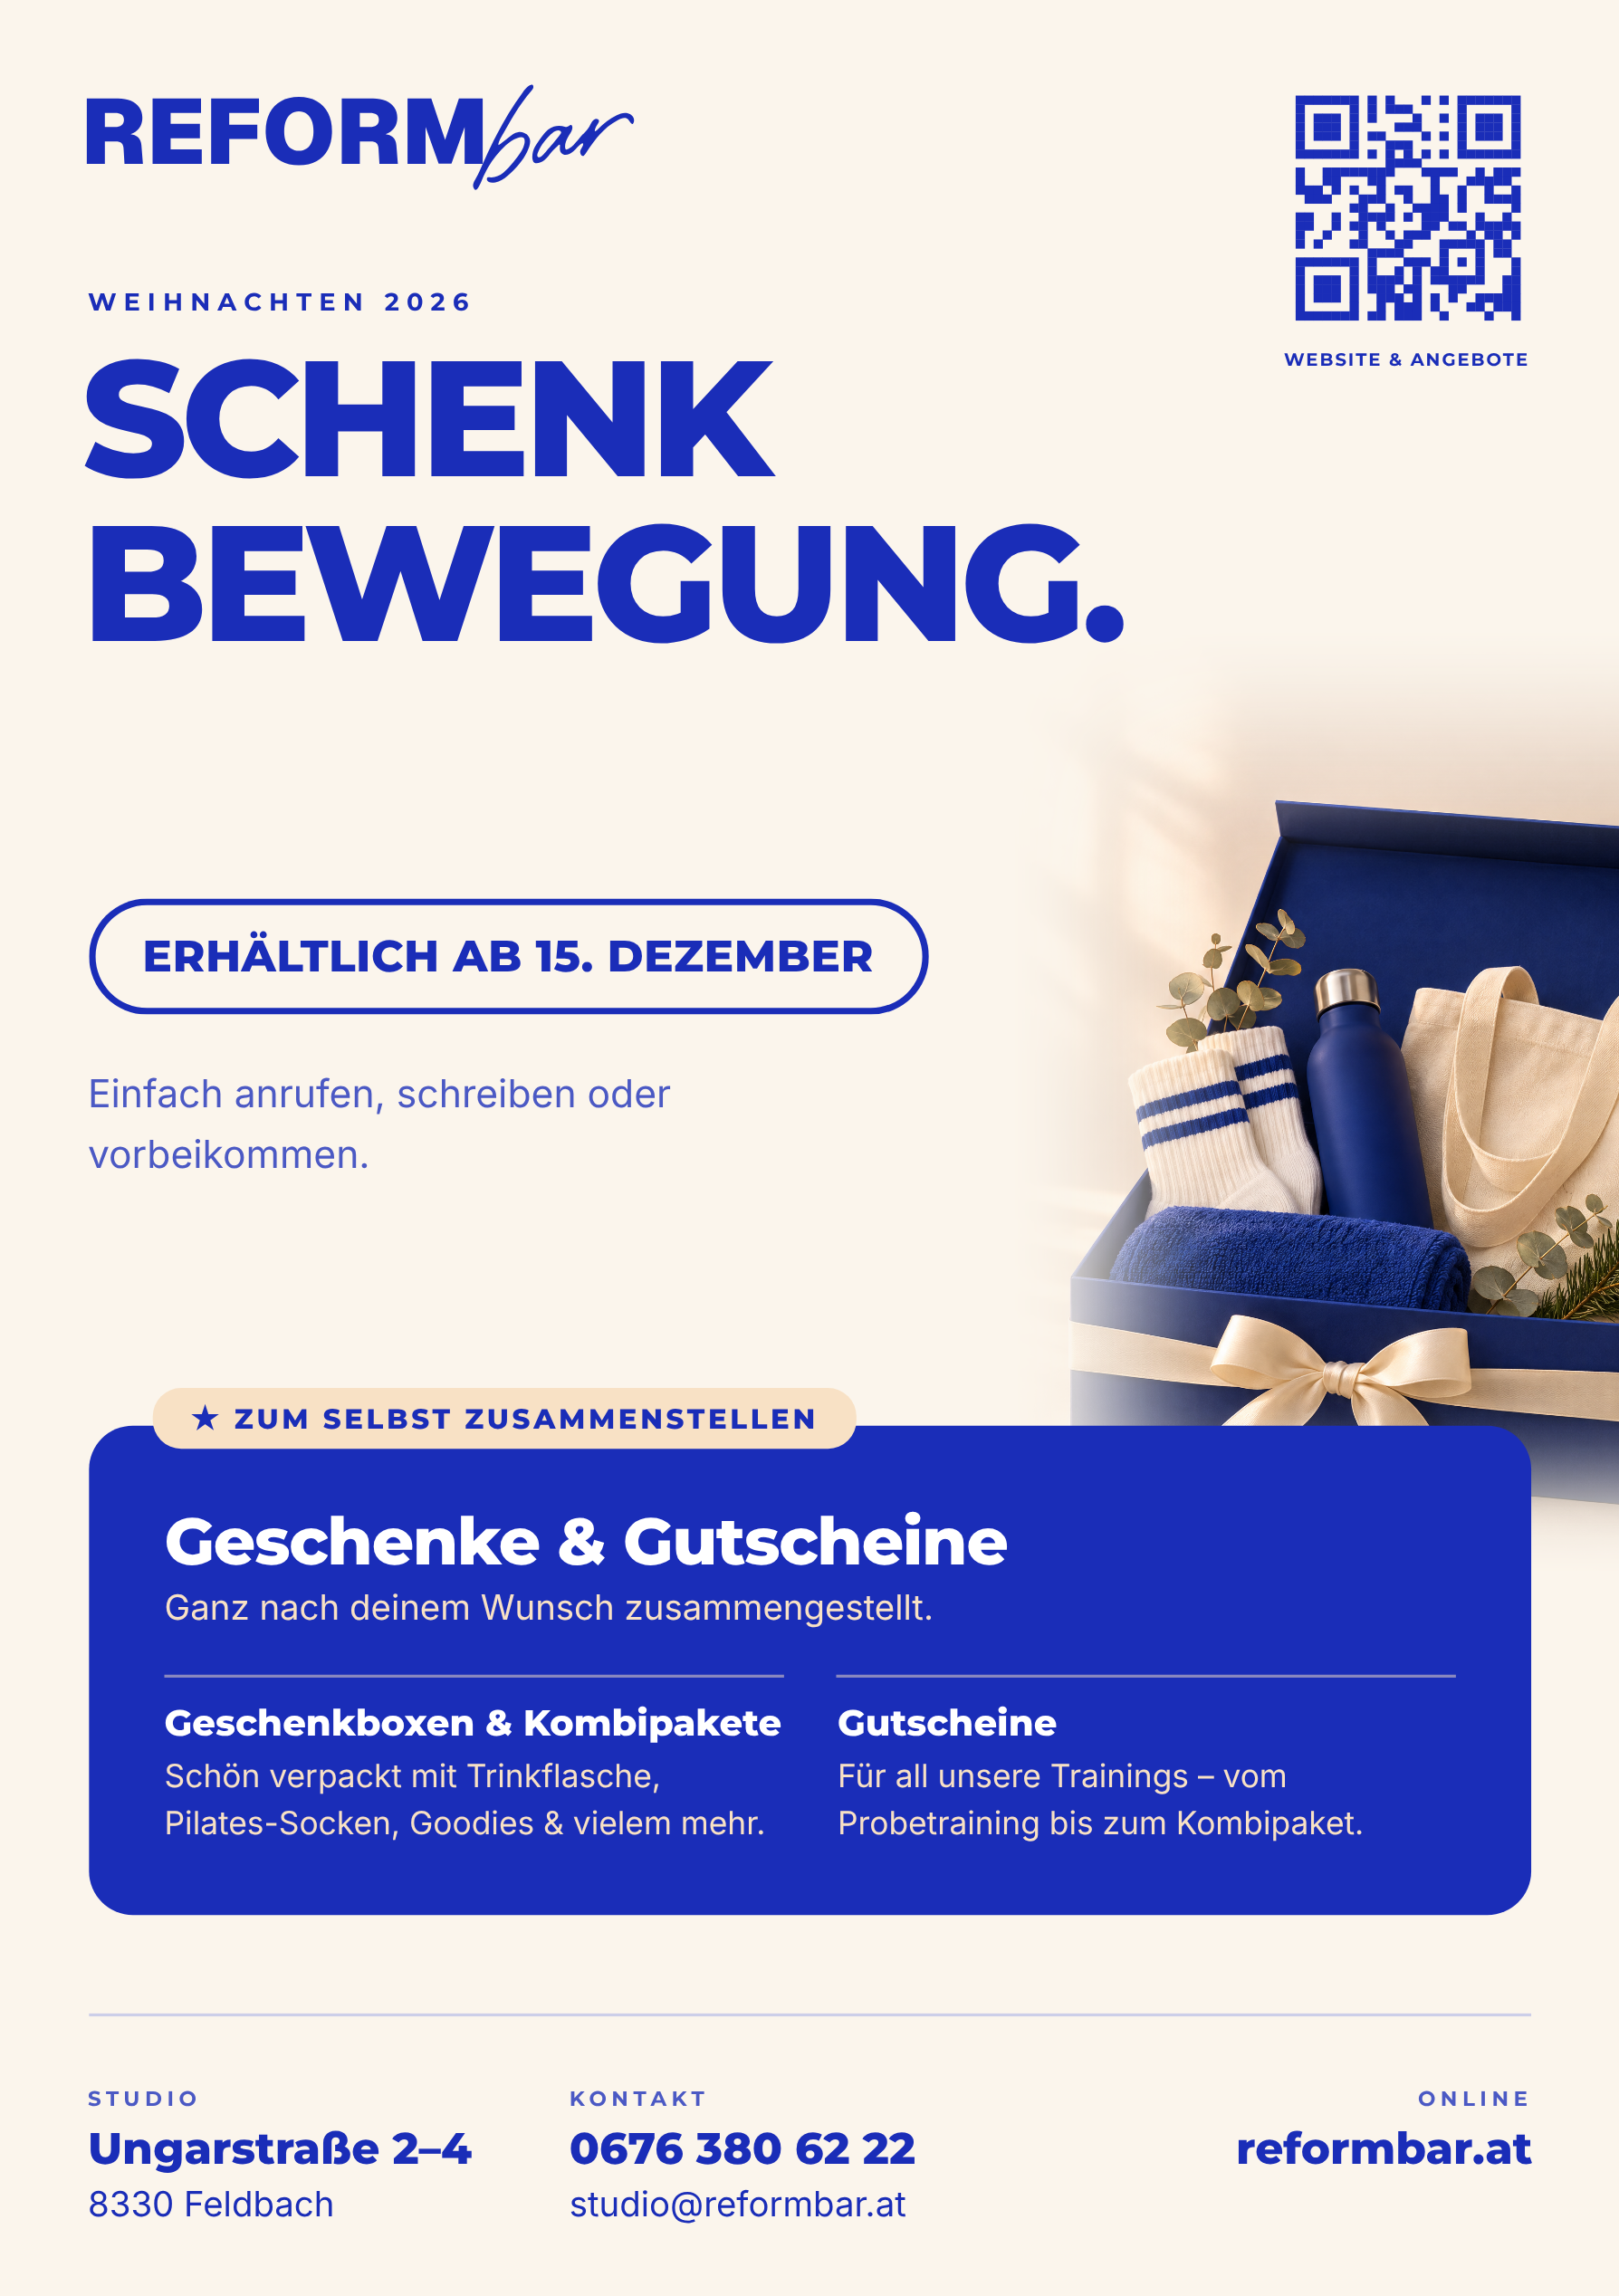 REFORMbar
WEBSITE & ANGEBOTE
WEIHNACHTEN 2026
SCHENK
BEWEGUNG.
ERHÄLTLICH AB 15. DEZEMBER
Einfach anrufen, schreiben oder
vorbeikommen.
★ ZUM SELBST ZUSAMMENSTELLEN
Geschenke & Gutscheine
Ganz nach deinem Wunsch zusammengestellt.
Geschenkboxen & Kombipakete
Schön verpackt mit Trinkflasche,
Pilates-Socken, Goodies & vielem mehr.
Gutscheine
Für all unsere Trainings – vom
Probetraining bis zum Kombipaket.
STUDIO
Ungarstraße 2–4
8330 Feldbach
KONTAKT
0676 380 62 22
studio@reformbar.at
ONLINE
reformbar.at